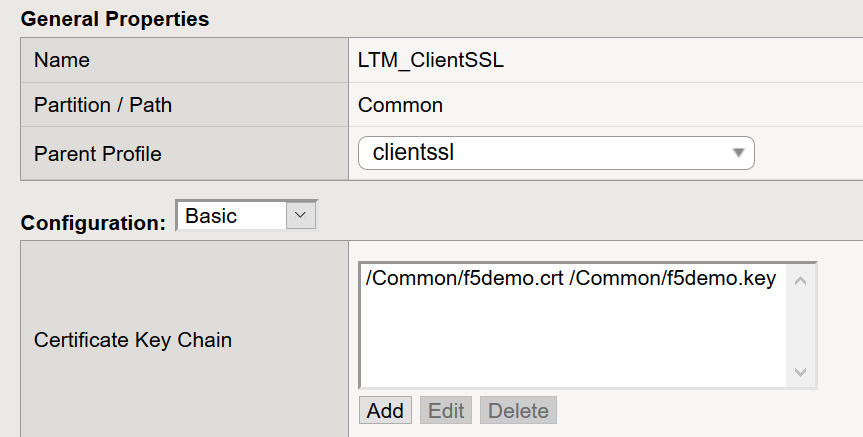 General Properties
Name LTM_ClientSSL
Partition / Path Common
Parent Profile clientssl
Configuration: Basic
/Common/f5demo.crt /Common/f5demo.key
Certificate Key Chain
Add Edit Delete